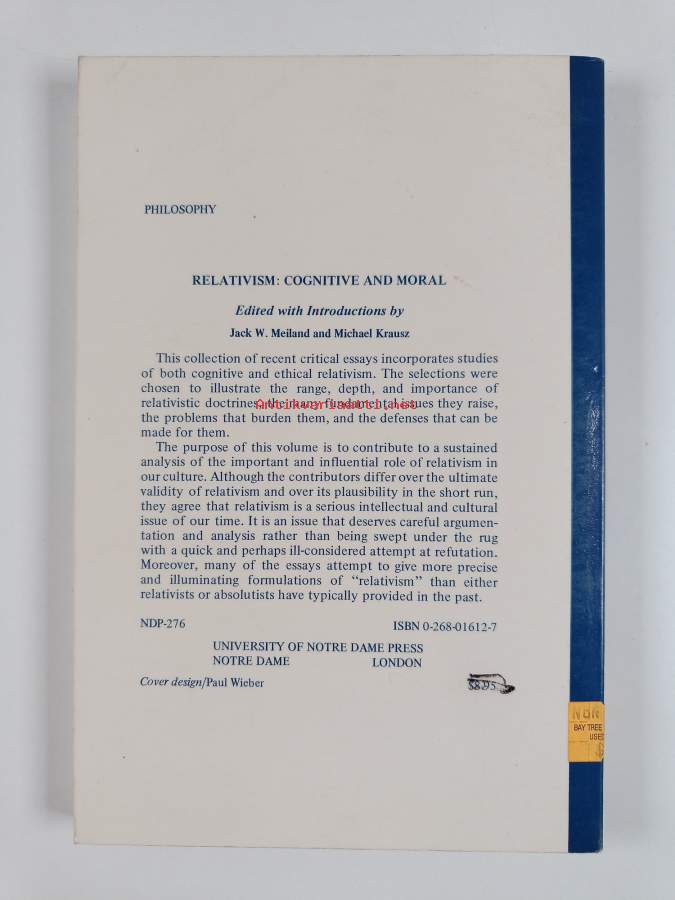 PHILOSOPHY
RELATIVISM: COGNITIVE AND MORAL
Edited with Introductions by
Jack W. Meiland and Michael Krausz
This collection of recent critical essays incorporates studies
of both cognitive and ethical relativism. The selections were
chosen to illustrate the range, depth, and importance of
relativistic doctrines, the fundamental issues they raise,
Antikvariaatti.net
the problems that burden them, and the defenses that can be
made for them.
The purpose of this volume is to contribute to a sustained
analysis of the important and influential role of relativism in
our culture. Although the contributors differ over the ultimate
validity of relativism and over its plausibility in the short run,
they agree that relativism is a serious intellectual and cultural
issue of our time. It is an issue that deserves careful argumen-
tation and analysis rather than being swept under the rug
with a quick and perhaps ill-considered attempt at refutation.
Moreover, many of the essays attempt to give more precise
and illuminating formulations of “relativism” than either
relativists or absolutists have typically provided in the past.
NDP-276 ISBN 0-268-01612-7
UNIVERSITY OF NOTRE DAME PRESS
NOTRE DAME LONDON
Cover design/Paul Wieber
$8.95
BAY TREE
USED